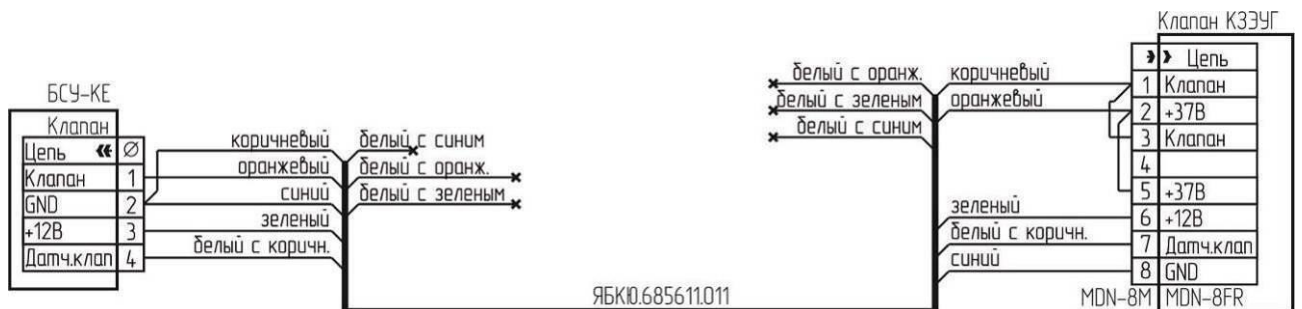 Клапан КЗЭУГ
Цепь
1 Клапан
2 +37В
3 Клапан
4
5 +37В
6 +12В
7 Датч.клап
8 GND
MDN-8M MDN-8FR
белый с оранж. коричневый
белый с зеленым оранжевый
белый с синим
зеленый
белый с коричн.
синий
БСУ-КЕ
Клапан
Цепь Ø
Клапан 1
GND 2
+12В 3
Датч.клап 4
коричневый белый с синим
оранжевый белый с оранж.
синий белый с зеленым
зеленый
белый с коричн.
ЯБКЮ.685611.011